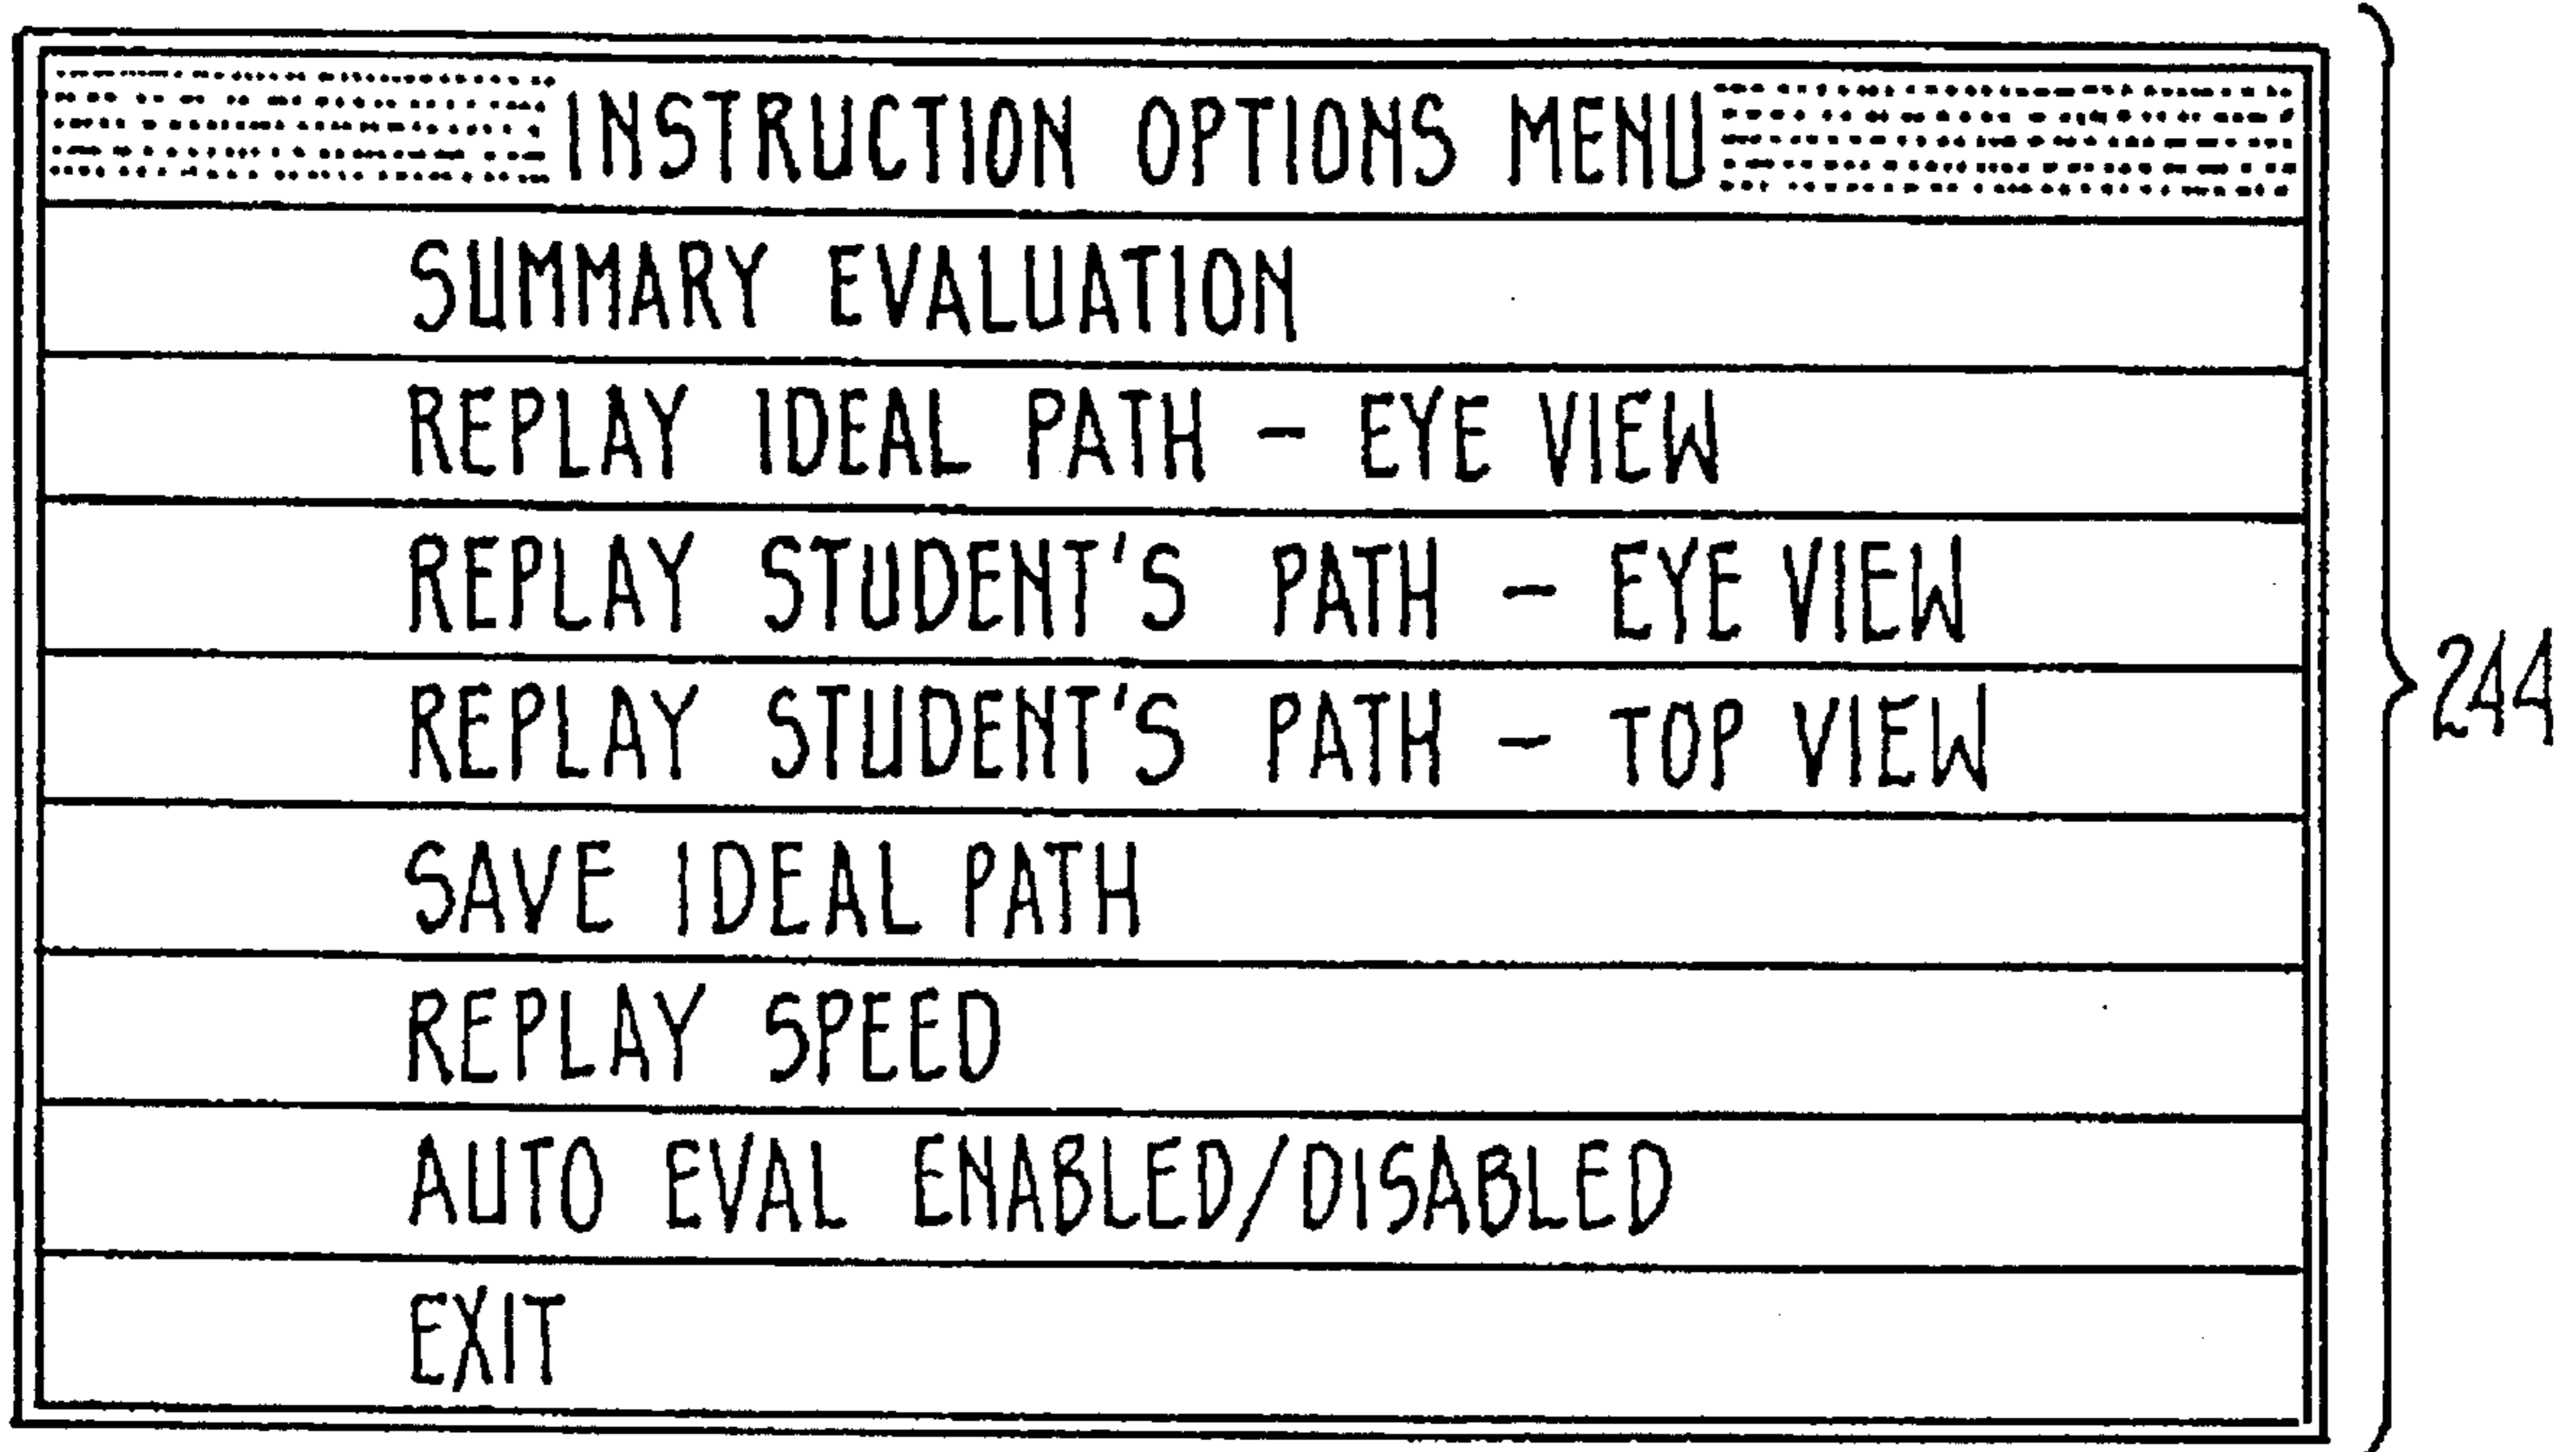 INSTRUCTION OPTIONS MENU
SUMMARY EVALUATION
REPLAY IDEAL PATH - EYE VIEW
REPLAY STUDENT'S PATH - EYE VIEW
REPLAY STUDENT'S PATH - TOP VIEW
244
SAVE IDEAL PATH
REPLAY SPEED
AUTO EVAL ENABLED/DISABLED
EXIT